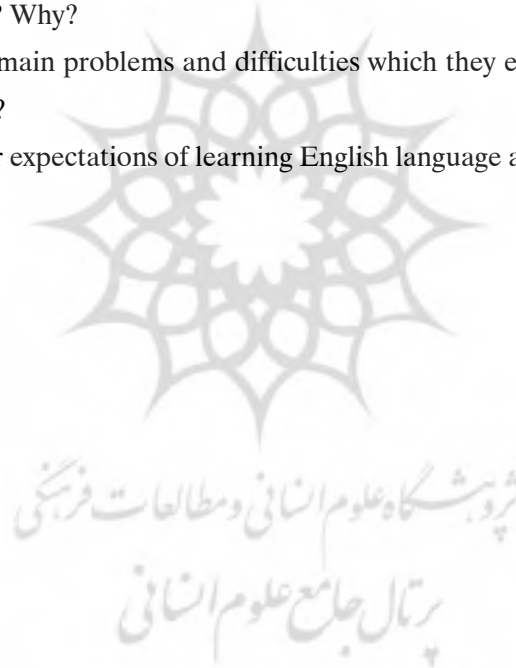 ? Why?
main problems and difficulties which they e
?
r expectations of learning English language a
پژوهشگاه علوم انسانی و مطالعات فرهنگی
پرتال جامع علوم انسانی